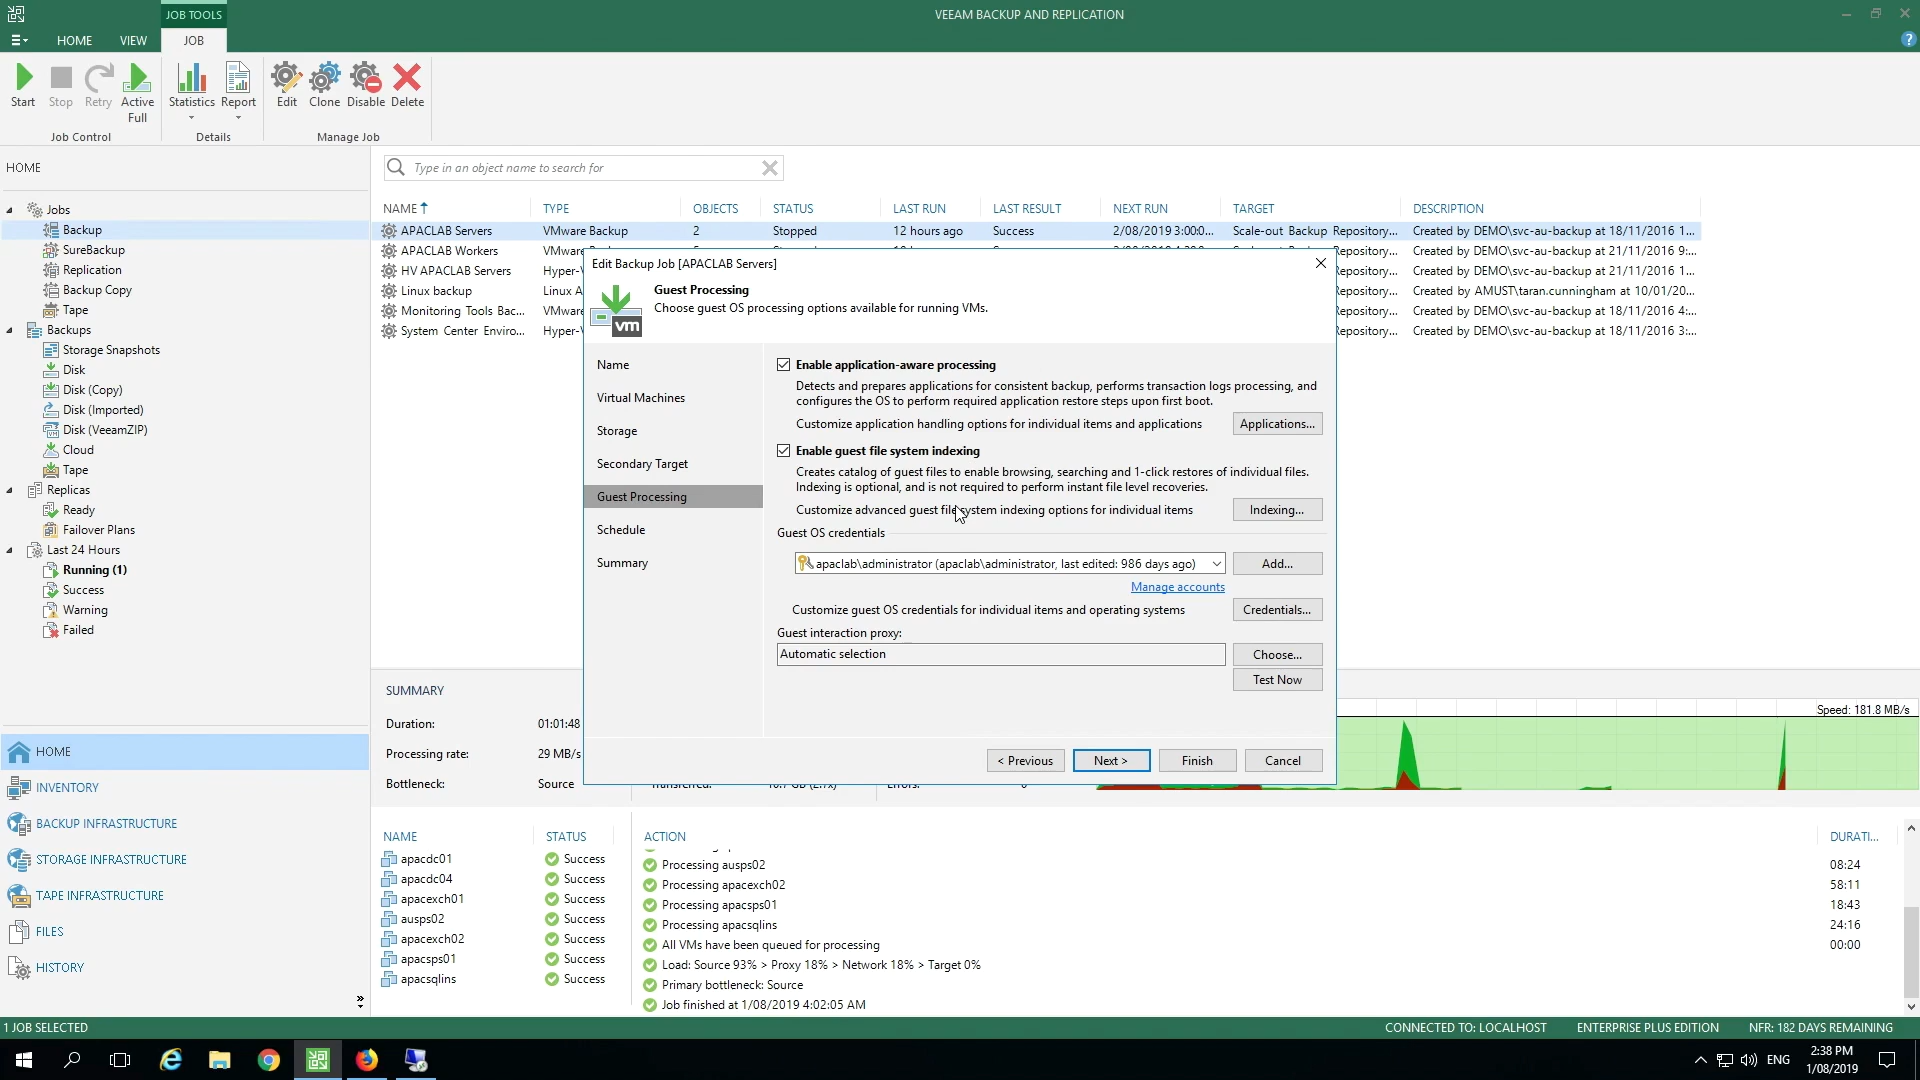 JOB TOOLS
VEEAM BACKUP AND REPLICATION
HOME
VIEW
JOB
Start
Stop
Retry
Active
Full
Statistics
Report
Edit
Clone
Disable
Delete
Job Control
Details
Manage Job
HOME
Jobs
Backup
SureBackup
Replication
Backup Copy
Tape
Backups
Storage Snapshots
Disk
Disk (Copy)
Disk (Imported)
Disk (VeeamZIP)
Cloud
Tape
Replicas
Ready
Failover Plans
Last 24 Hours
Running (1)
Success
Warning
Failed
HOME
INVENTORY
BACKUP INFRASTRUCTURE
STORAGE INFRASTRUCTURE
TAPE INFRASTRUCTURE
FILES
HISTORY
Type in an object name to search for
NAME TYPE OBJECTS STATUS LAST RUN LAST RESULT NEXT RUN TARGET DESCRIPTION
APACLAB Servers VMware Backup 2 Stopped 12 hours ago Success 2/08/2019 3:00:0... Scale-out Backup Repository... Created by DEMO\svc-au-backup at 18/11/2016 1...
APACLAB Workers Created by DEMO\svc-au-backup at 21/11/2016 9:...
HV APACLAB Servers Hyper-V Repository... Created by DEMO\svc-au-backup at 21/11/2016 1...
Linux backup Linux A Repository... Created by AMUST\taran.cunningham at 10/01/20...
Monitoring Tools Bac... VMware Repository... Created by DEMO\svc-au-backup at 18/11/2016 4:...
System Center Enviro... Hyper-V Repository... Created by DEMO\svc-au-backup at 18/11/2016 3:...
Edit Backup Job [APACLAB Servers]
vm
Guest Processing
Choose guest OS processing options available for running VMs.
Name
Virtual Machines
Storage
Secondary Target
Guest Processing
Schedule
Summary
Enable application-aware processing
Detects and prepares applications for consistent backup, performs transaction logs processing, and
configures the OS to perform required application restore steps upon first boot.
Customize application handling options for individual items and applications
Applications...
Enable guest file system indexing
Creates catalog of guest files to enable browsing, searching and 1-click restores of individual files.
Indexing is optional, and is not required to perform instant file level recoveries.
Customize advanced guest file system indexing options for individual items
Indexing...
Guest OS credentials
apaclab\administrator (apaclab\administrator, last edited: 986 days ago)
Add...
Manage accounts
Customize guest OS credentials for individual items and operating systems
Credentials...
Guest interaction proxy:
Automatic selection
Choose...
Test Now
< Previous
Next >
Finish
Cancel
SUMMARY
Duration: 01:01:48
Processing rate: 29 MB/s
Bottleneck: Source
Speed: 181.8 MB/s
NAME STATUS
apacdc01 Success
apacdc04 Success
apacexch01 Success
ausps02 Success
apacexch02 Success
apacsps01 Success
apacsqlins Success
ACTION DURATI...
Processing ausps02 08:24
Processing apacexch02 58:11
Processing apacsps01 18:43
Processing apacsqlins 24:16
All VMs have been queued for processing 00:00
Load: Source 93% > Proxy 18% > Network 18% > Target 0%
Primary bottleneck: Source
Job finished at 1/08/2019 4:02:05 AM
1 JOB SELECTED
CONNECTED TO: LOCALHOST
ENTERPRISE PLUS EDITION
NFR: 182 DAYS REMAINING
ENG
2:38 PM
1/08/2019